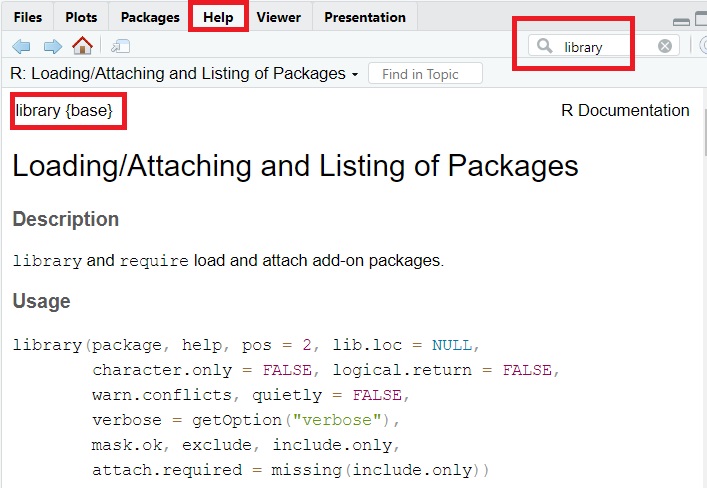 Files Plots Packages Help Viewer Presentation
library
R: Loading/Attaching and Listing of Packages Find in Topic
library {base} R Documentation
Loading/Attaching and Listing of Packages
Description
library and require load and attach add-on packages.
Usage
library(package, help, pos = 2, lib.loc = NULL,
        character.only = FALSE, logical.return = FALSE,
        warn.conflicts, quietly = FALSE,
        verbose = getOption("verbose"),
        mask.ok, exclude, include.only,
        attach.required = missing(include.only))